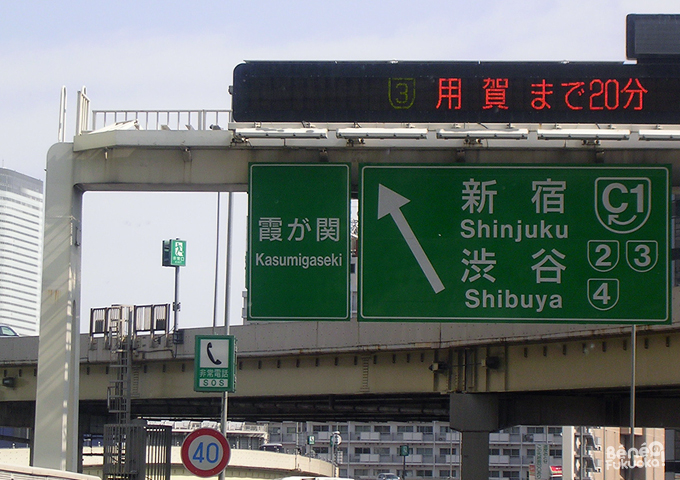 3 用賀まで20分
霞が関
Kasumigaseki
新宿
Shinjuku
渋谷
Shibuya
C1
2 3
4
非常電話
SOS
40
Bene
Fukuoka